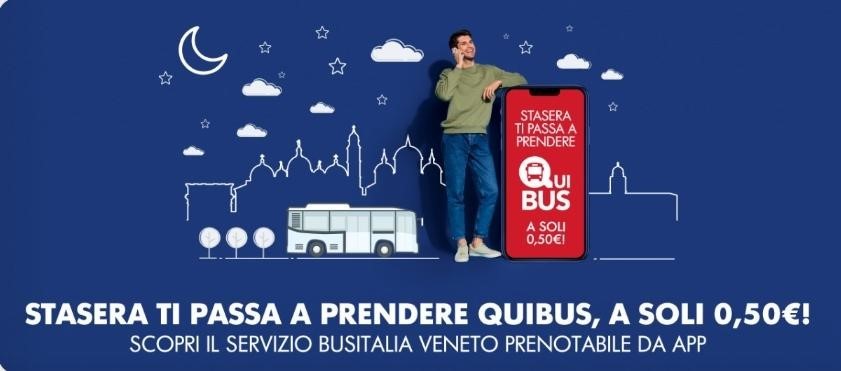 STASERA
TI PASSA A
PRENDERE
QUI
BUS
A SOLI
0,50€!
STASERA TI PASSA A PRENDERE QUIBUS, A SOLI 0,50€!
SCOPRI IL SERVIZIO BUSITALIA VENETO PRENOTABILE DA APP